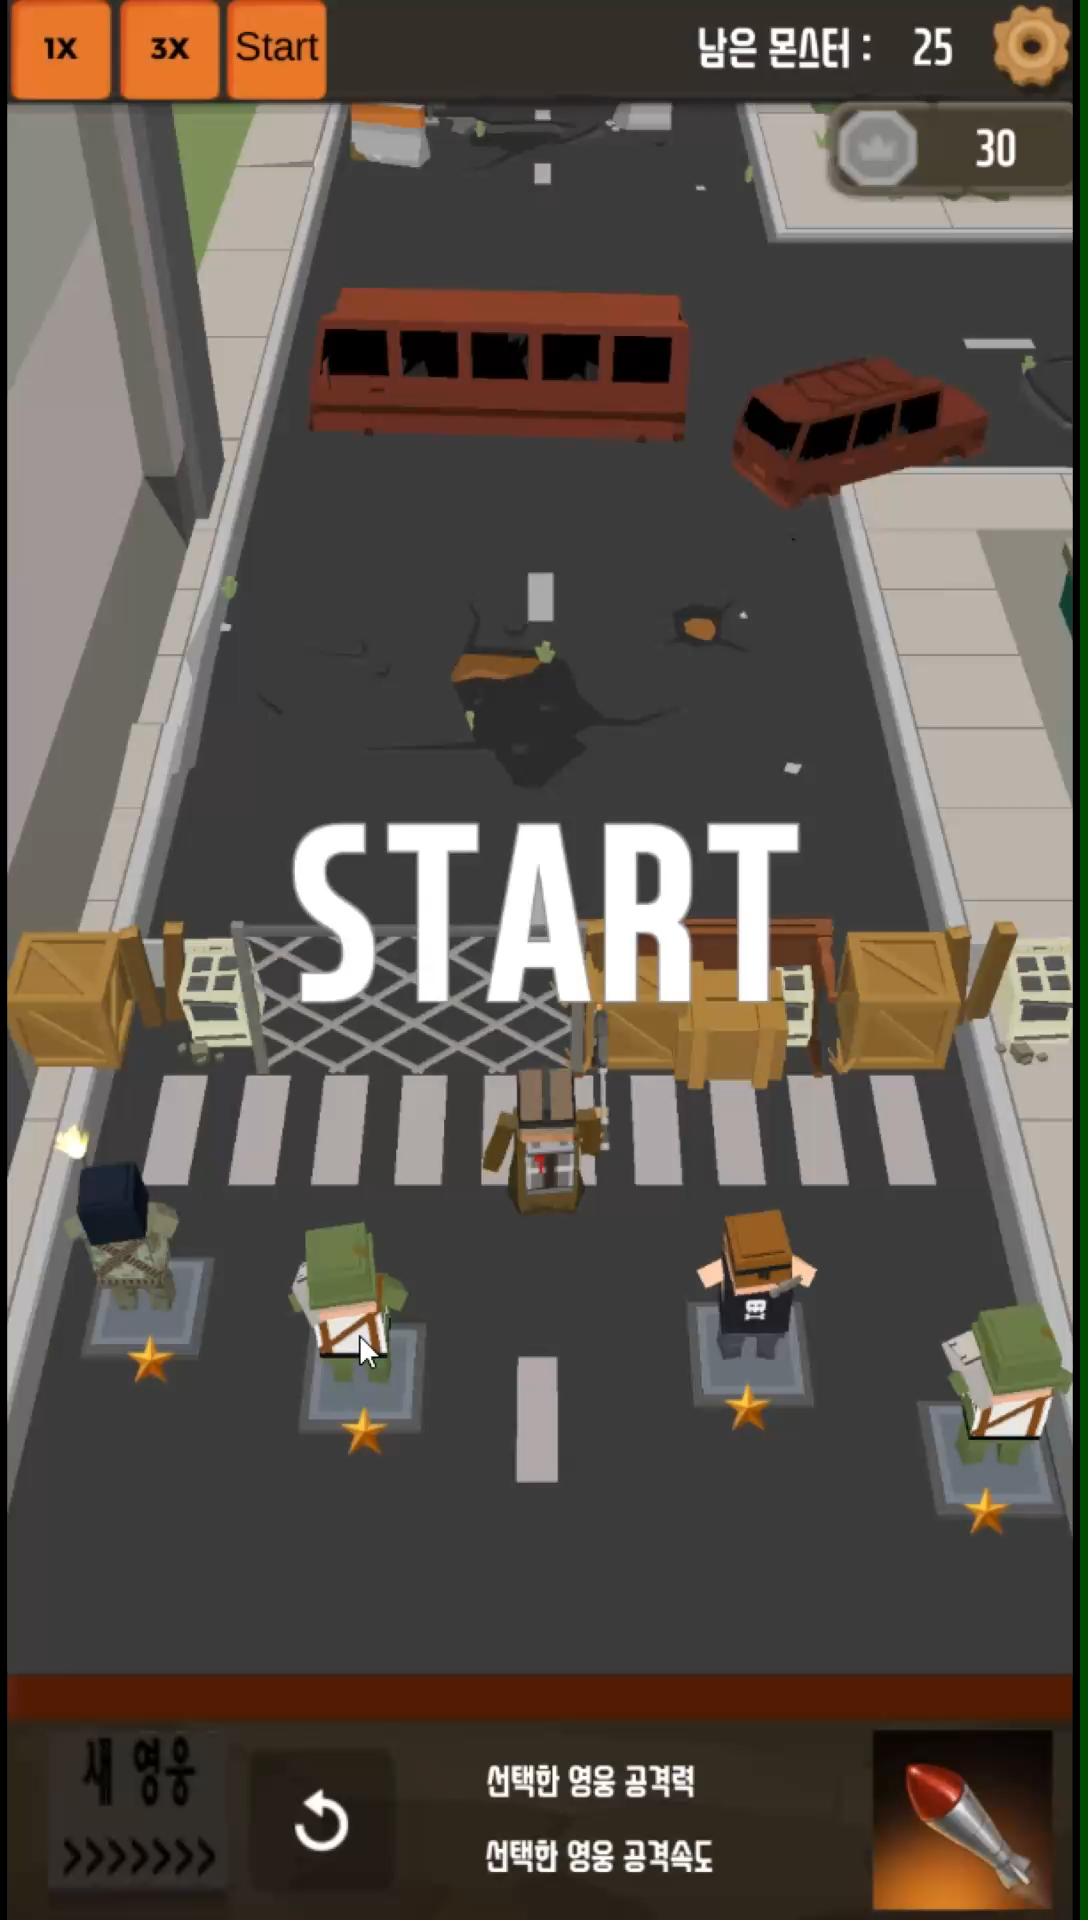 1X
3X
Start
남은 몬스터 : 25
30
START
새 영웅
>>>>>>>
선택한 영웅 공격력
선택한 영웅 공격속도